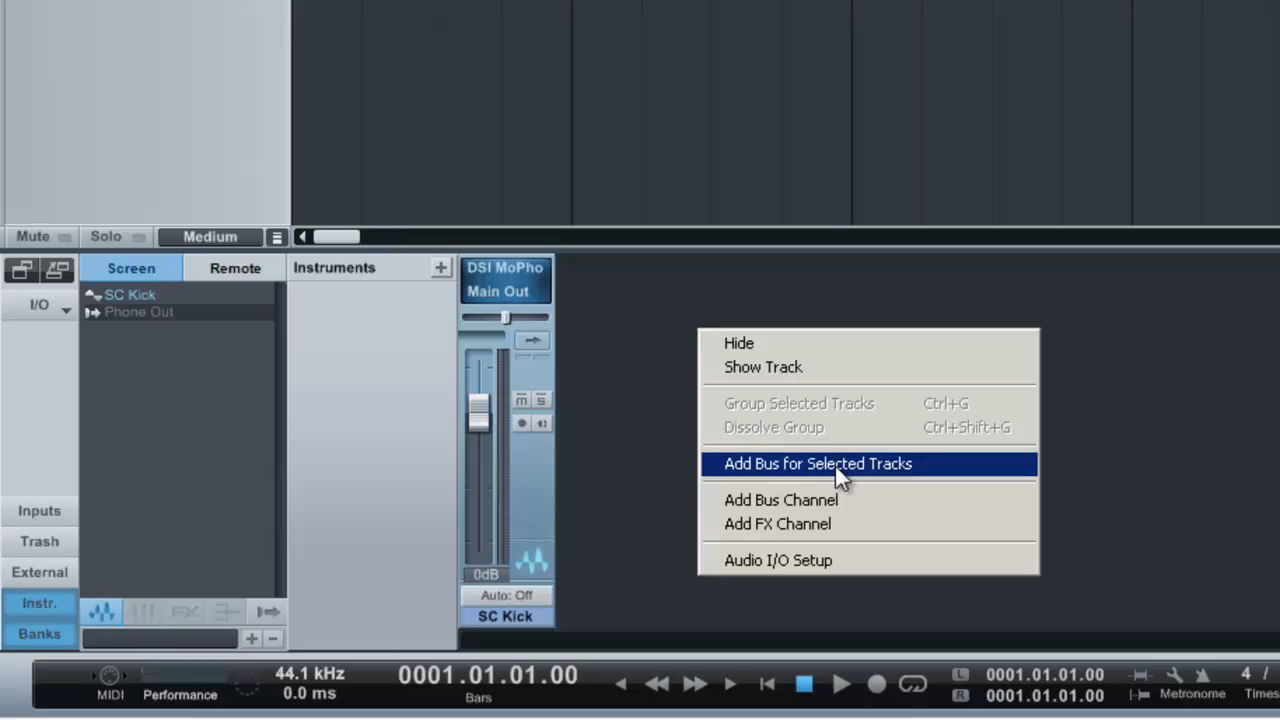 Mute Solo Medium
Screen Remote Instruments + DSI MoPho
Main Out
I/O
SC Kick
Phone Out
m s
Hide
Show Track
Group Selected Tracks Ctrl+G
Dissolve Group Ctrl+Shift+G
Add Bus for Selected Tracks
Add Bus Channel
Add FX Channel
Audio I/O Setup
Inputs
Trash
External
Instr.
Banks
FX
0dB
Auto: Off
SC Kick
+ −
MIDI
Performance
44.1 kHz
0.0 ms
0001.01.01.00
Bars
L 0001.01.01.00
R 0001.01.01.00
Metronome
4 /
Times